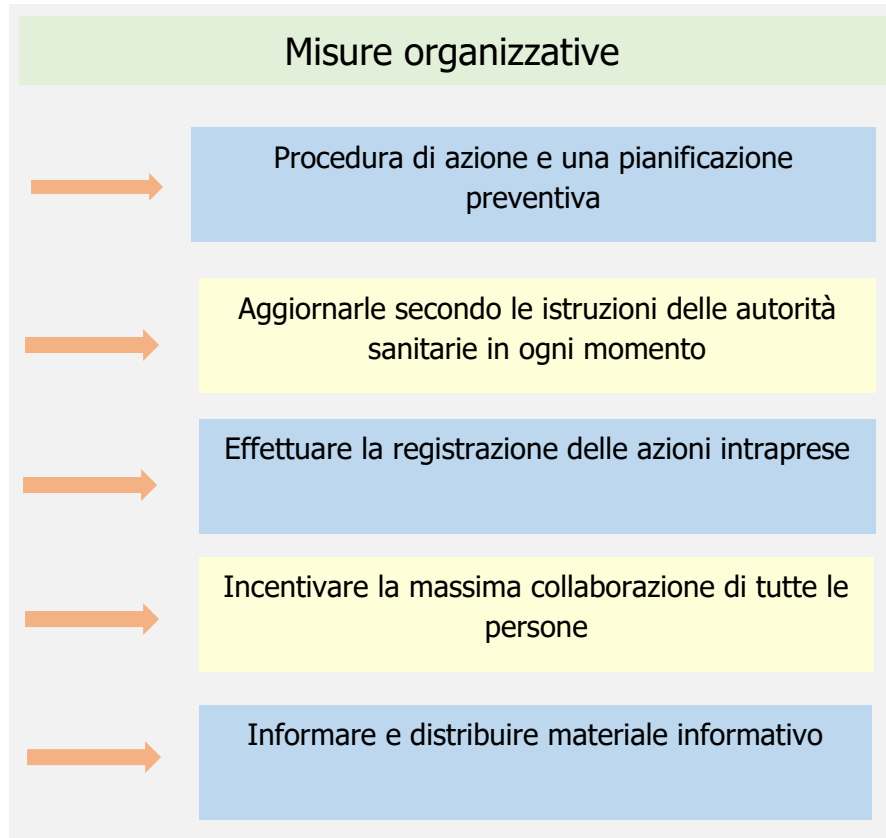 Misure organizzative
Procedura di azione e una pianificazione
preventiva
Aggiornarle secondo le istruzioni delle autorità
sanitarie in ogni momento
Effettuare la registrazione delle azioni intraprese
Incentivare la massima collaborazione di tutte le
persone
Informare e distribuire materiale informativo